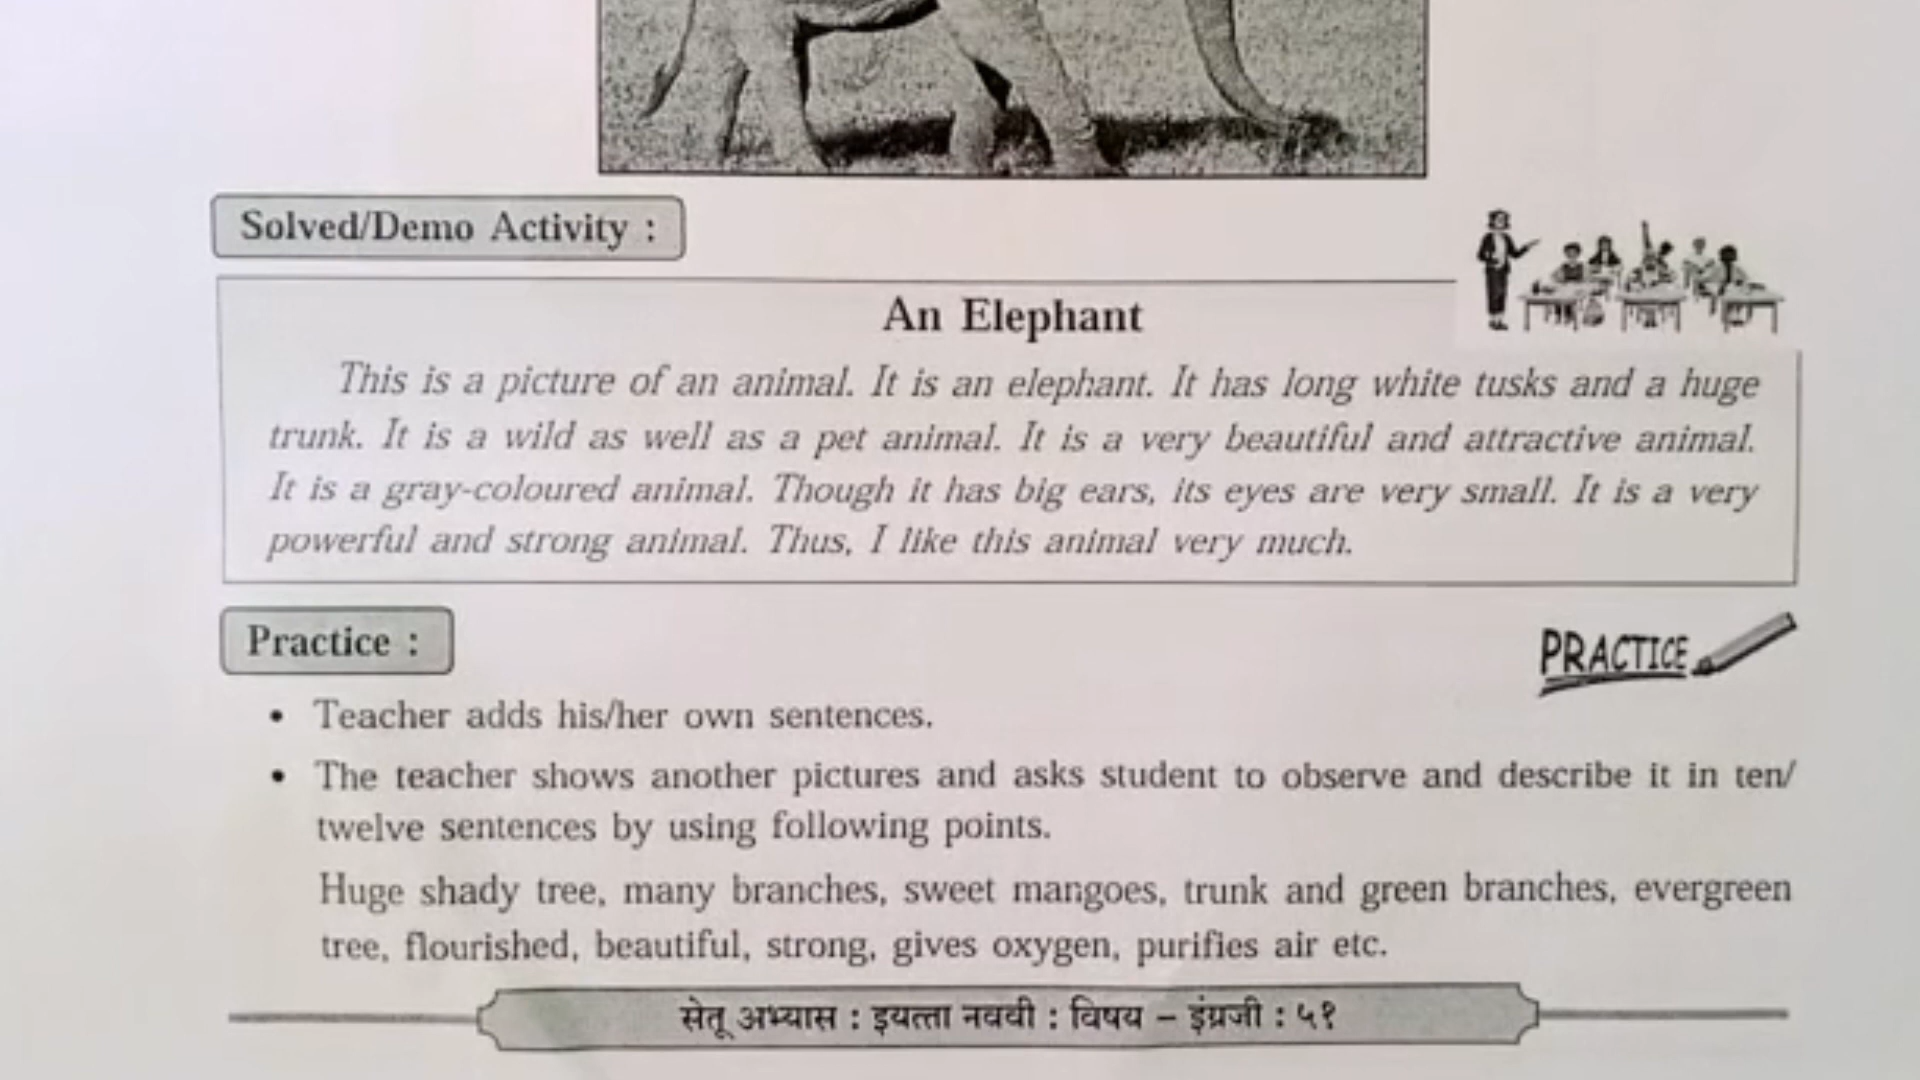 Solved/Demo Activity :
An Elephant
This is a picture of an animal. It is an elephant. It has long white tusks and a huge
trunk. It is a wild as well as a pet animal. It is a very beautiful and attractive animal.
It is a gray-coloured animal. Though it has big ears, its eyes are very small. It is a very
powerful and strong animal. Thus, I like this animal very much.
Practice :
PRACTICE
• Teacher adds his/her own sentences.
• The teacher shows another pictures and asks student to observe and describe it in ten/
twelve sentences by using following points.
Huge shady tree, many branches, sweet mangoes, trunk and green branches, evergreen
tree, flourished, beautiful, strong, gives oxygen, purifies air etc.
सेतू अभ्यास : इयत्ता नववी : विषय – इंग्रजी : ५१